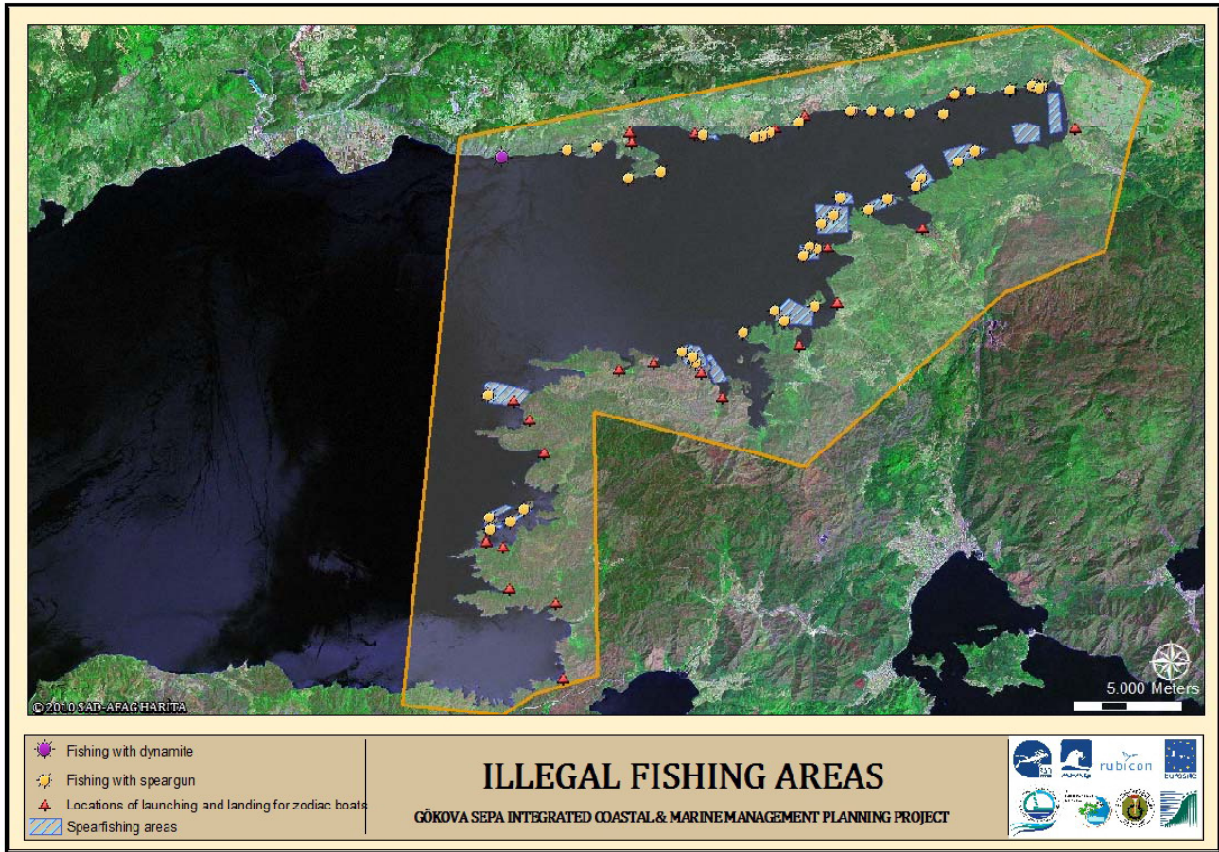 5.000 Meters
© 2010 SAD-AFAG HARITA
Fishing with dynamite
Fishing with speargun
Locations of launching and landing for zodiac boats
Spearfishing areas
ILLEGAL FISHING AREAS
GÖKOVA SEPA INTEGRATED COASTAL & MARINE MANAGEMENT PLANNING PROJECT
rubicon